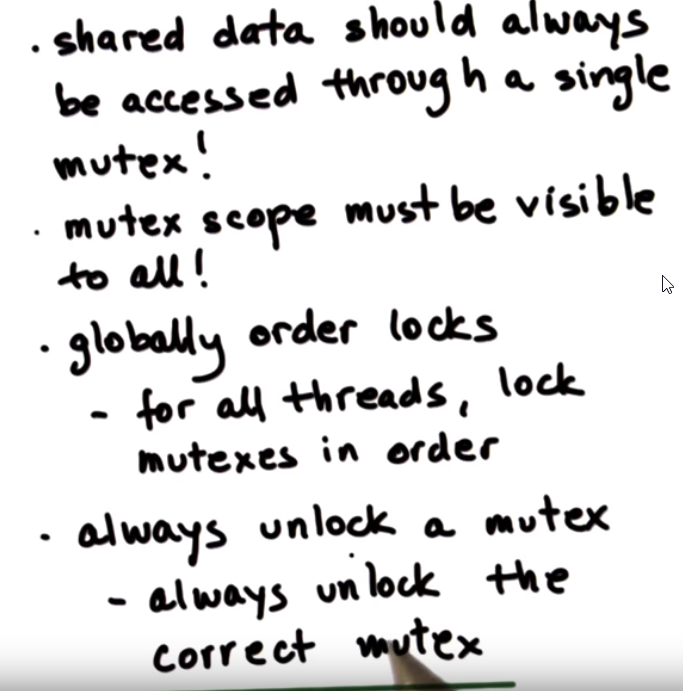 . shared data should always
be accessed through a single
mutex!
. mutex scope must be visible
to all!
. globally order locks
- for all threads, lock
mutexes in order
. always unlock a mutex
- always unlock the
correct mutex